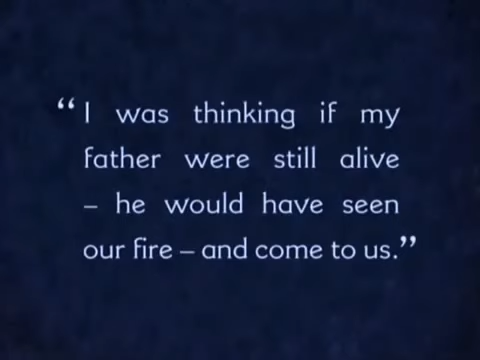 “I was thinking if my
father were still alive
– he would have seen
our fire – and come to us.”